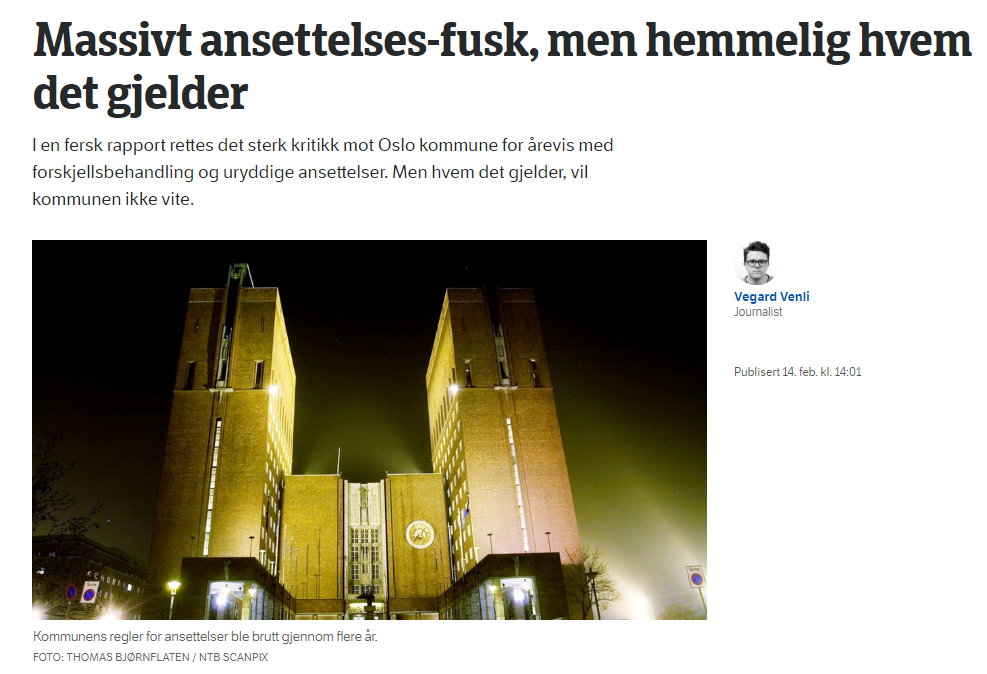 Massivt ansettelses-fusk, men hemmelig hvem
det gjelder
I en fersk rapport rettes det sterk kritikk mot Oslo kommune for årevis med
forskjellsbehandling og uryddige ansettelser. Men hvem det gjelder, vil
kommunen ikke vite.
Vegard Venli
Journalist
Publisert 14. feb. kl. 14:01
Kommunens regler for ansettelser ble brutt gjennom flere år.
FOTO: THOMAS BJØRNFLATEN / NTB SCANPIX